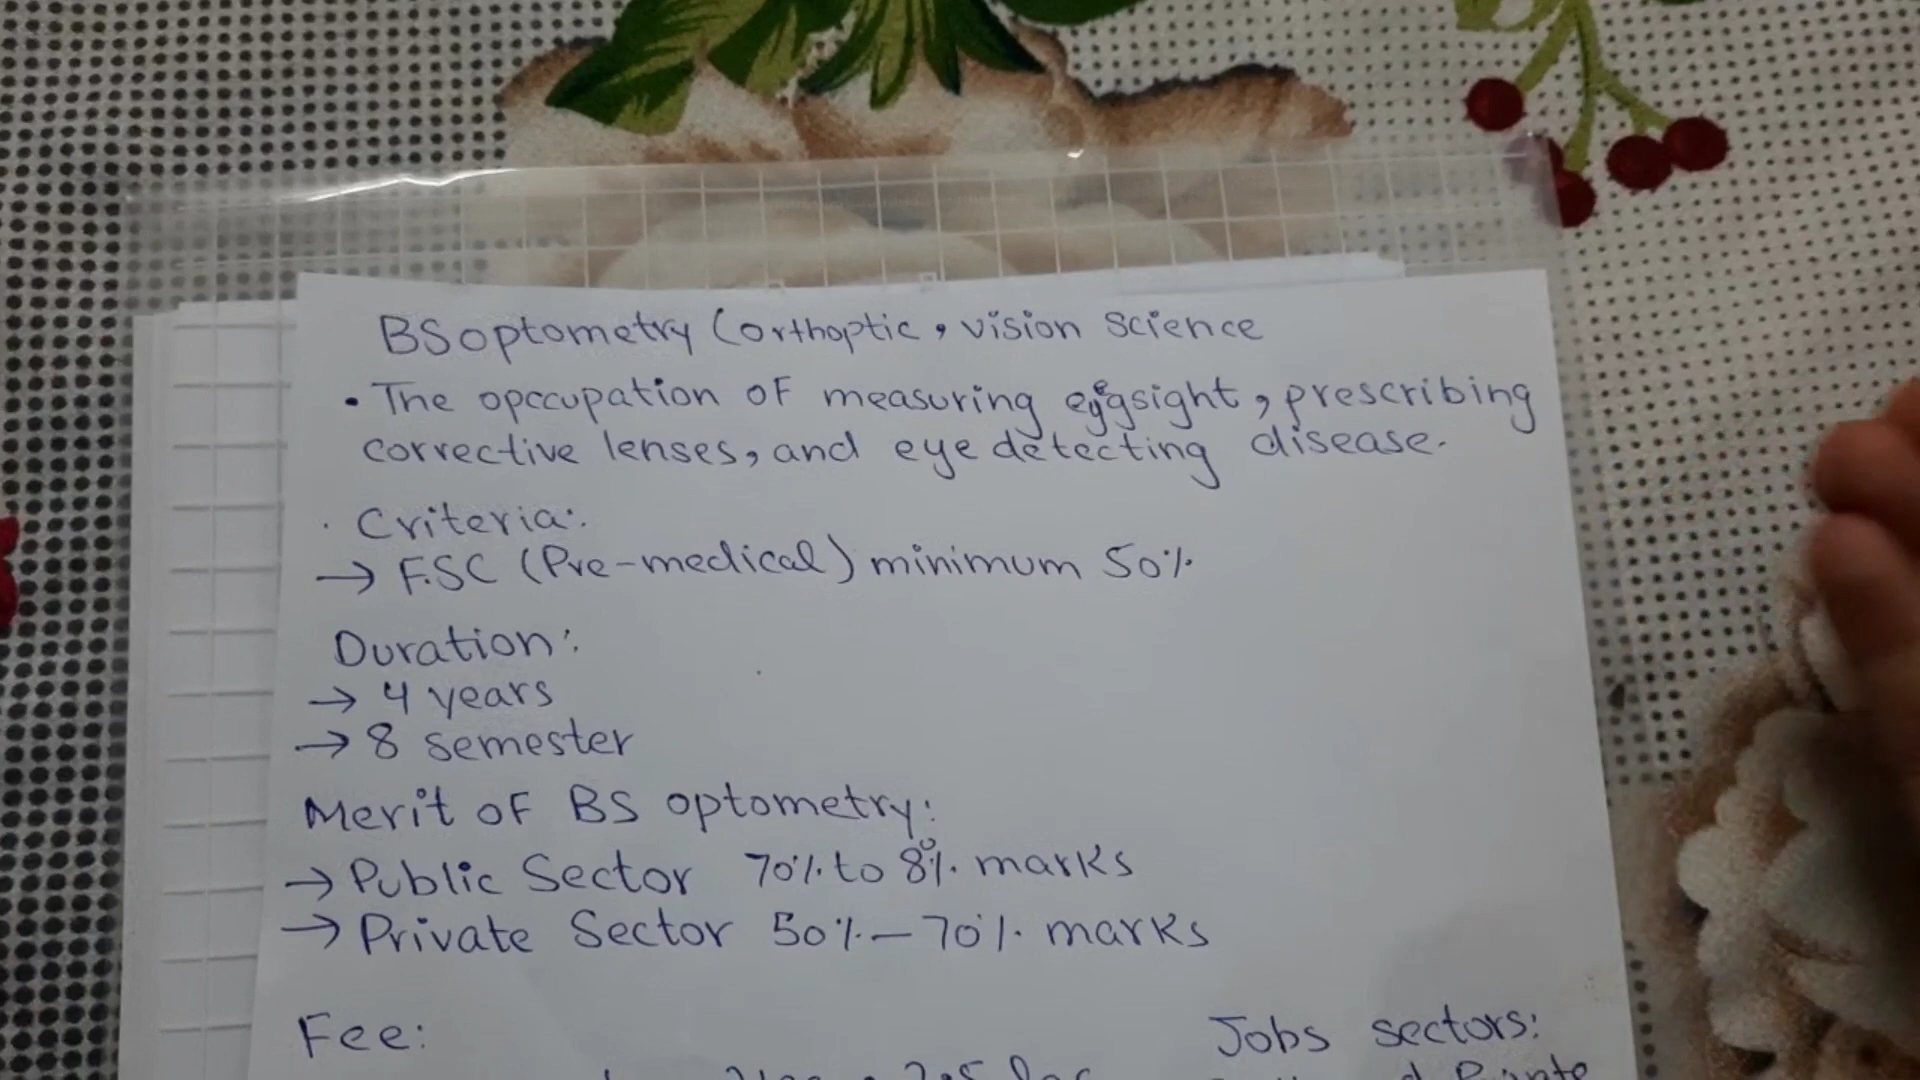 BSoptometry (orthoptic, vision science
• The opccupation of measuring eyesight, prescribing
corrective lenses, and eye detecting disease.
· Criteria:
→ F.SC (Pre-medical) minimum 50%
Duration:
→ 4 years
→ 8 semester
Merit of BS optometry:
→ Public Sector 70% to 80% marks
→ Private Sector 50% – 70% marks
Fee:
Jobs sectors: